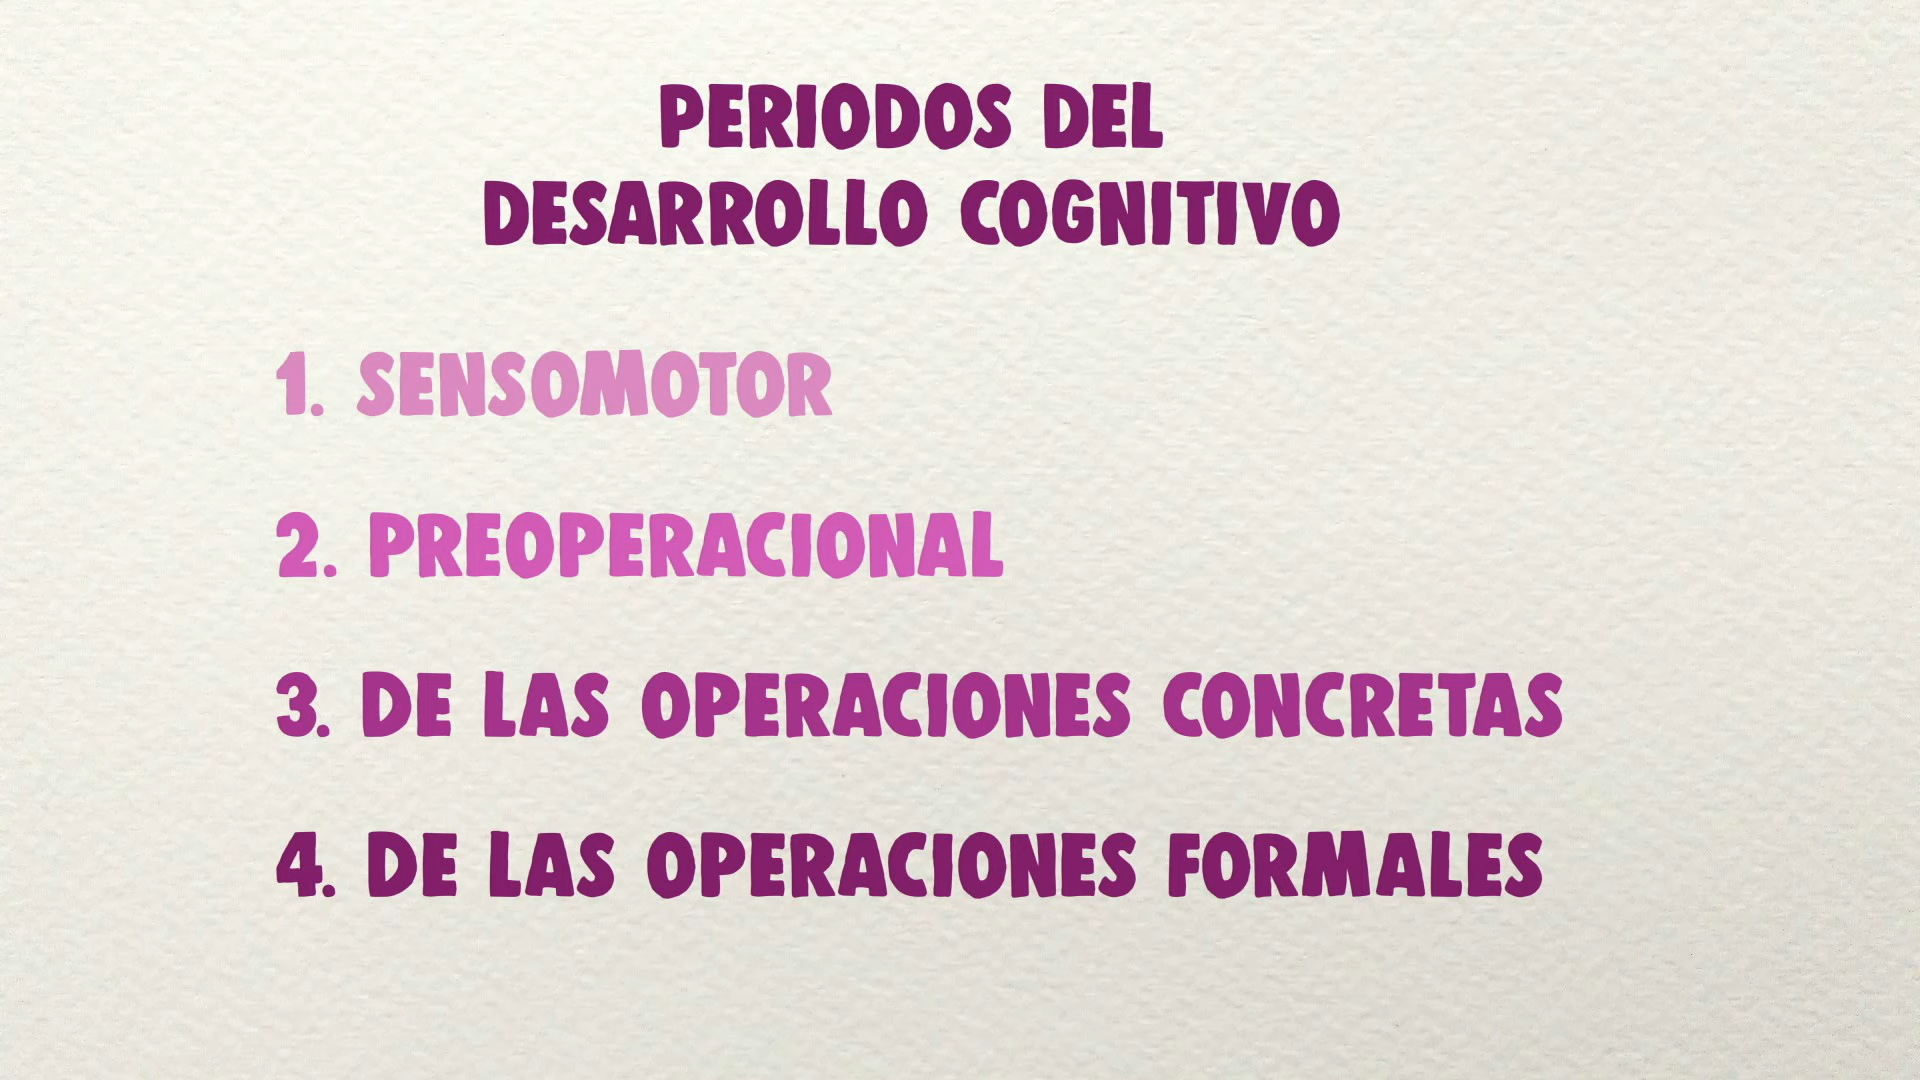 PERIODOS DEL
DESARROLLO COGNITIVO
1. SENSOMOTOR
2. PREOPERACIONAL
3. DE LAS OPERACIONES CONCRETAS
4. DE LAS OPERACIONES FORMALES